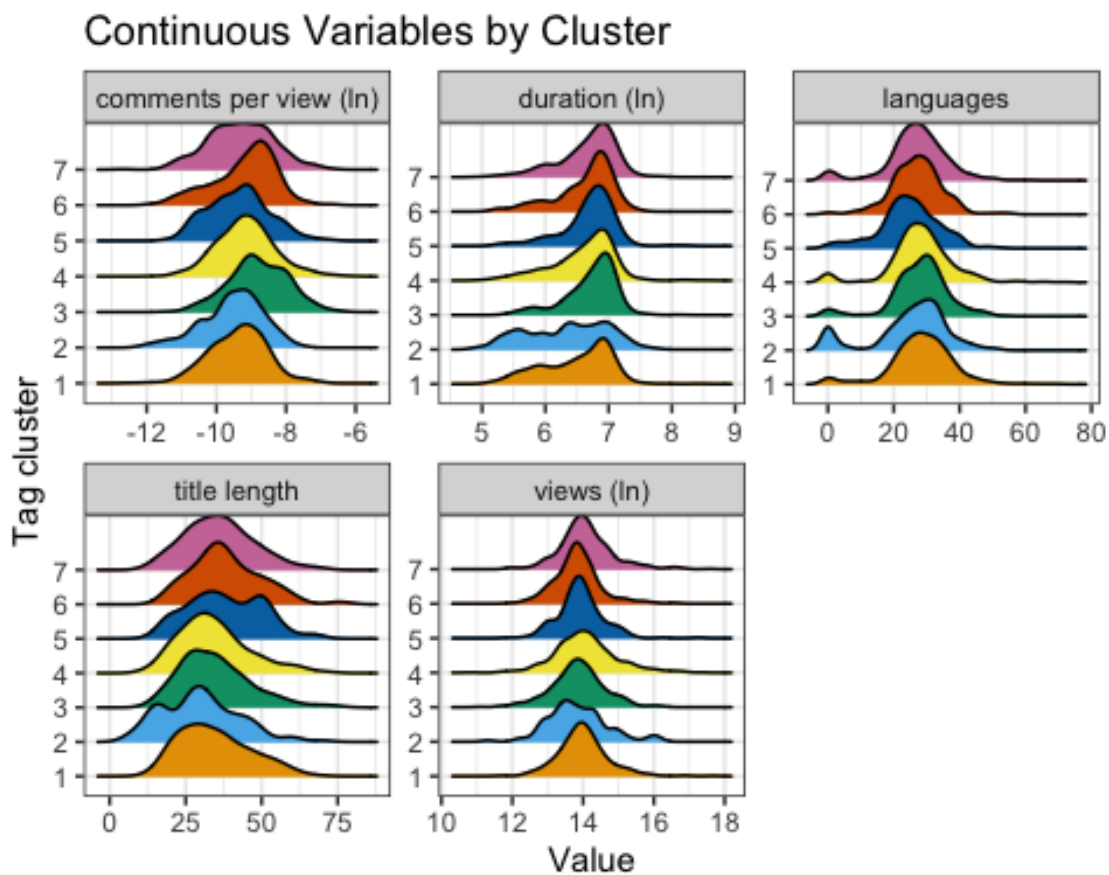 Continuous Variables by Cluster
comments per view (ln)
duration (ln)
languages
7
6
5
4
3
2
1
7
6
5
4
3
2
1
7
6
5
4
3
2
1
-12 -10 -8 -6
5 6 7 8 9
0 20 40 60 80
Tag cluster
title length
views (ln)
7
6
5
4
3
2
1
7
6
5
4
3
2
1
0 25 50 75
10 12 14 16 18
Value